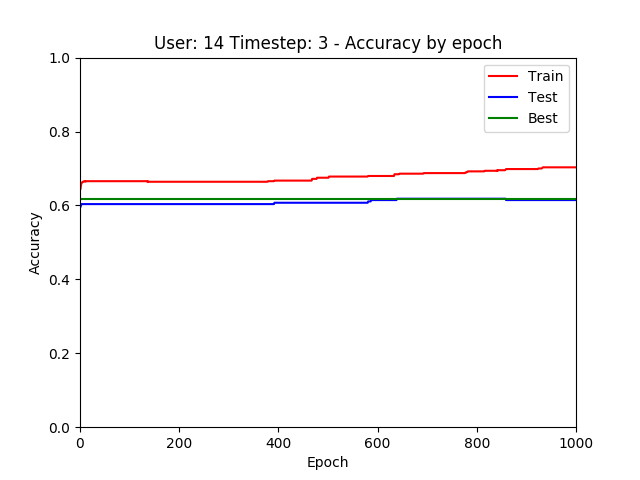 User: 14 Timestep: 3 - Accuracy by epoch
Train
Test
Best
1.0
0.8
0.6
0.4
0.2
0.0
Accuracy
0 200 400 600 800 1000
Epoch